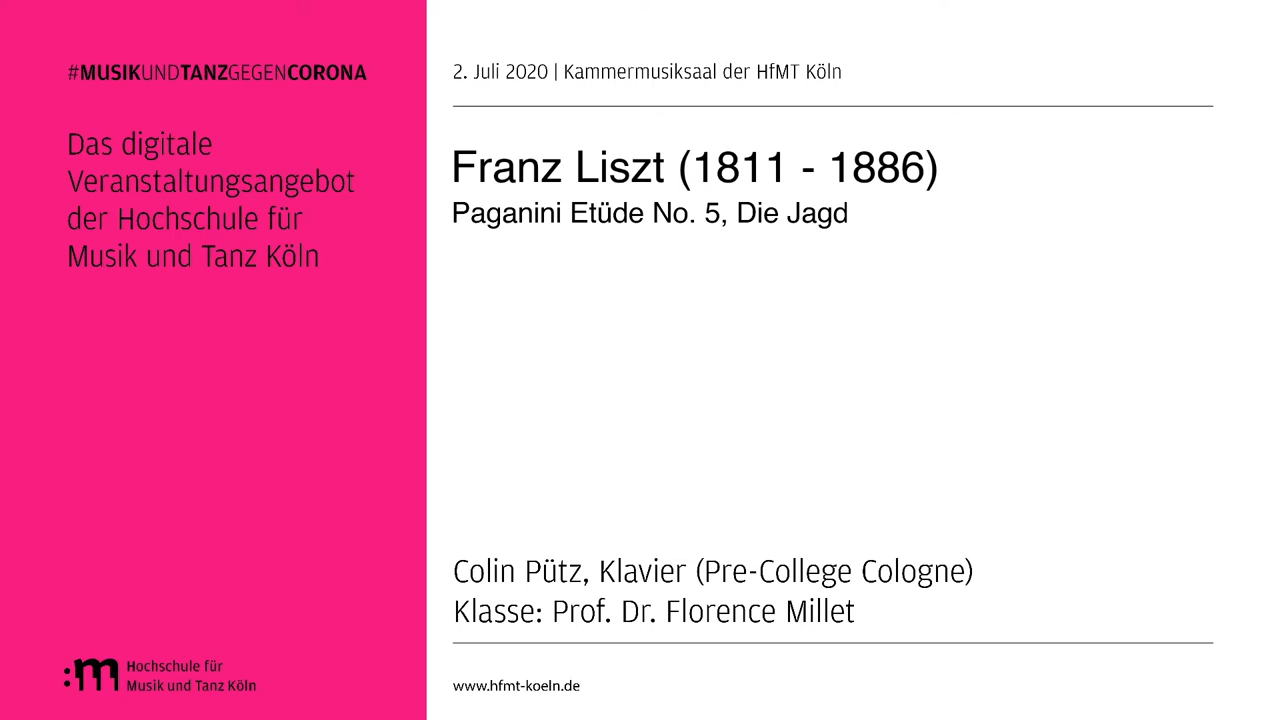 #MUSIKUNDTANZGEGENCORONA
Das digitale
Veranstaltungsangebot
der Hochschule für
Musik und Tanz Köln
2. Juli 2020 | Kammermusiksaal der HfMT Köln
Franz Liszt (1811 - 1886)
Paganini Etüde No. 5, Die Jagd
Colin Pütz, Klavier (Pre-College Cologne)
Klasse: Prof. Dr. Florence Millet
:m Hochschule für
Musik und Tanz Köln
www.hfmt-koeln.de